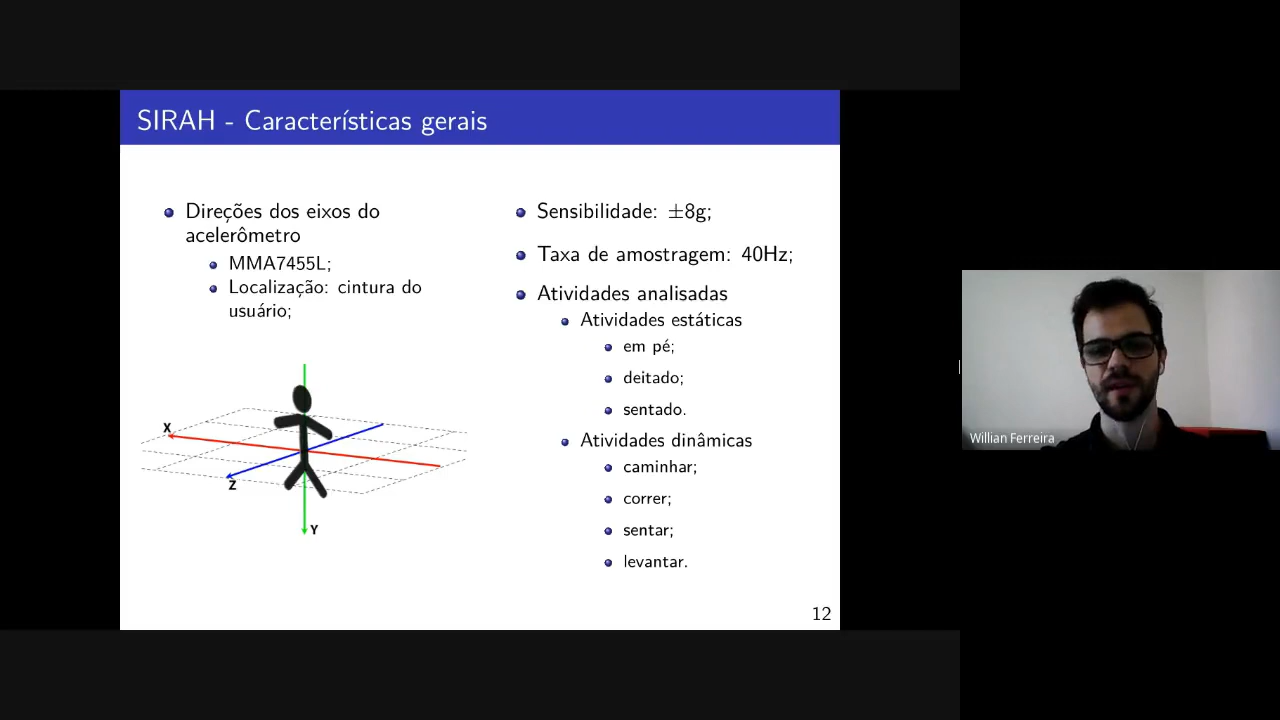 SIRAH - Características gerais
Direções dos eixos do
acelerômetro
MMA7455L;
Localização: cintura do
usuário;
X
Z
Y
Sensibilidade: ±8g;
Taxa de amostragem: 40Hz;
Atividades analisadas
Atividades estáticas
em pé;
deitado;
sentado.
Atividades dinâmicas
caminhar;
correr;
sentar;
levantar.
12
Willian Ferreira